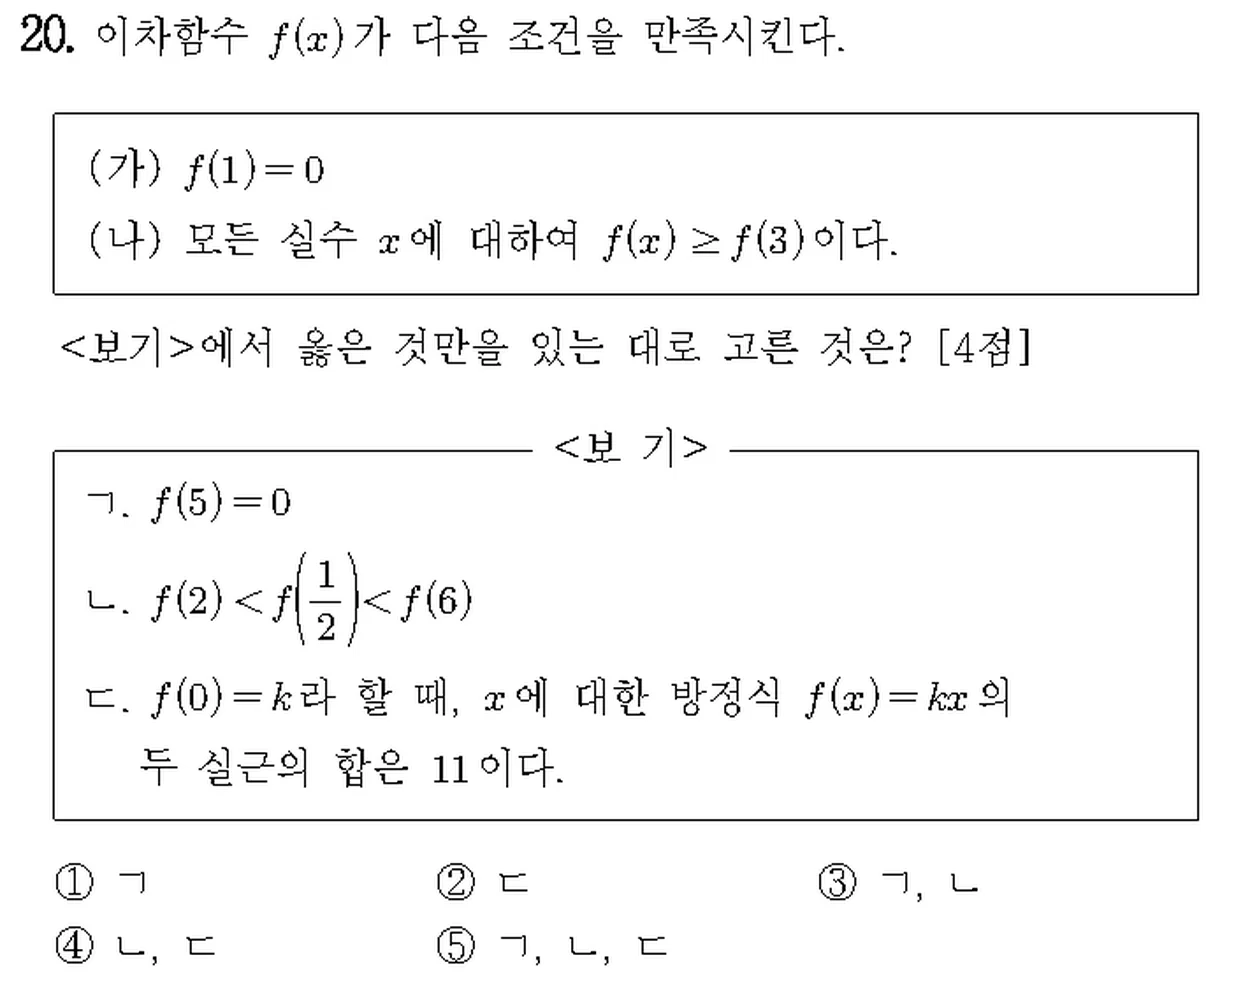 20. 이차함수 f(x)가 다음 조건을 만족시킨다.
(가) f(1)=0
(나) 모든 실수 x에 대하여 f(x)≥f(3)이다.
<보기>에서 옳은 것만을 있는 대로 고른 것은? [4점]
<보 기>
ㄱ. f(5)=0
ㄴ. f(2)<f(1/2)<f(6)
ㄷ. f(0)=k라 할 때, x에 대한 방정식 f(x)=kx의
두 실근의 합은 11이다.
① ㄱ ② ㄷ ③ ㄱ, ㄴ
④ ㄴ, ㄷ ⑤ ㄱ, ㄴ, ㄷ